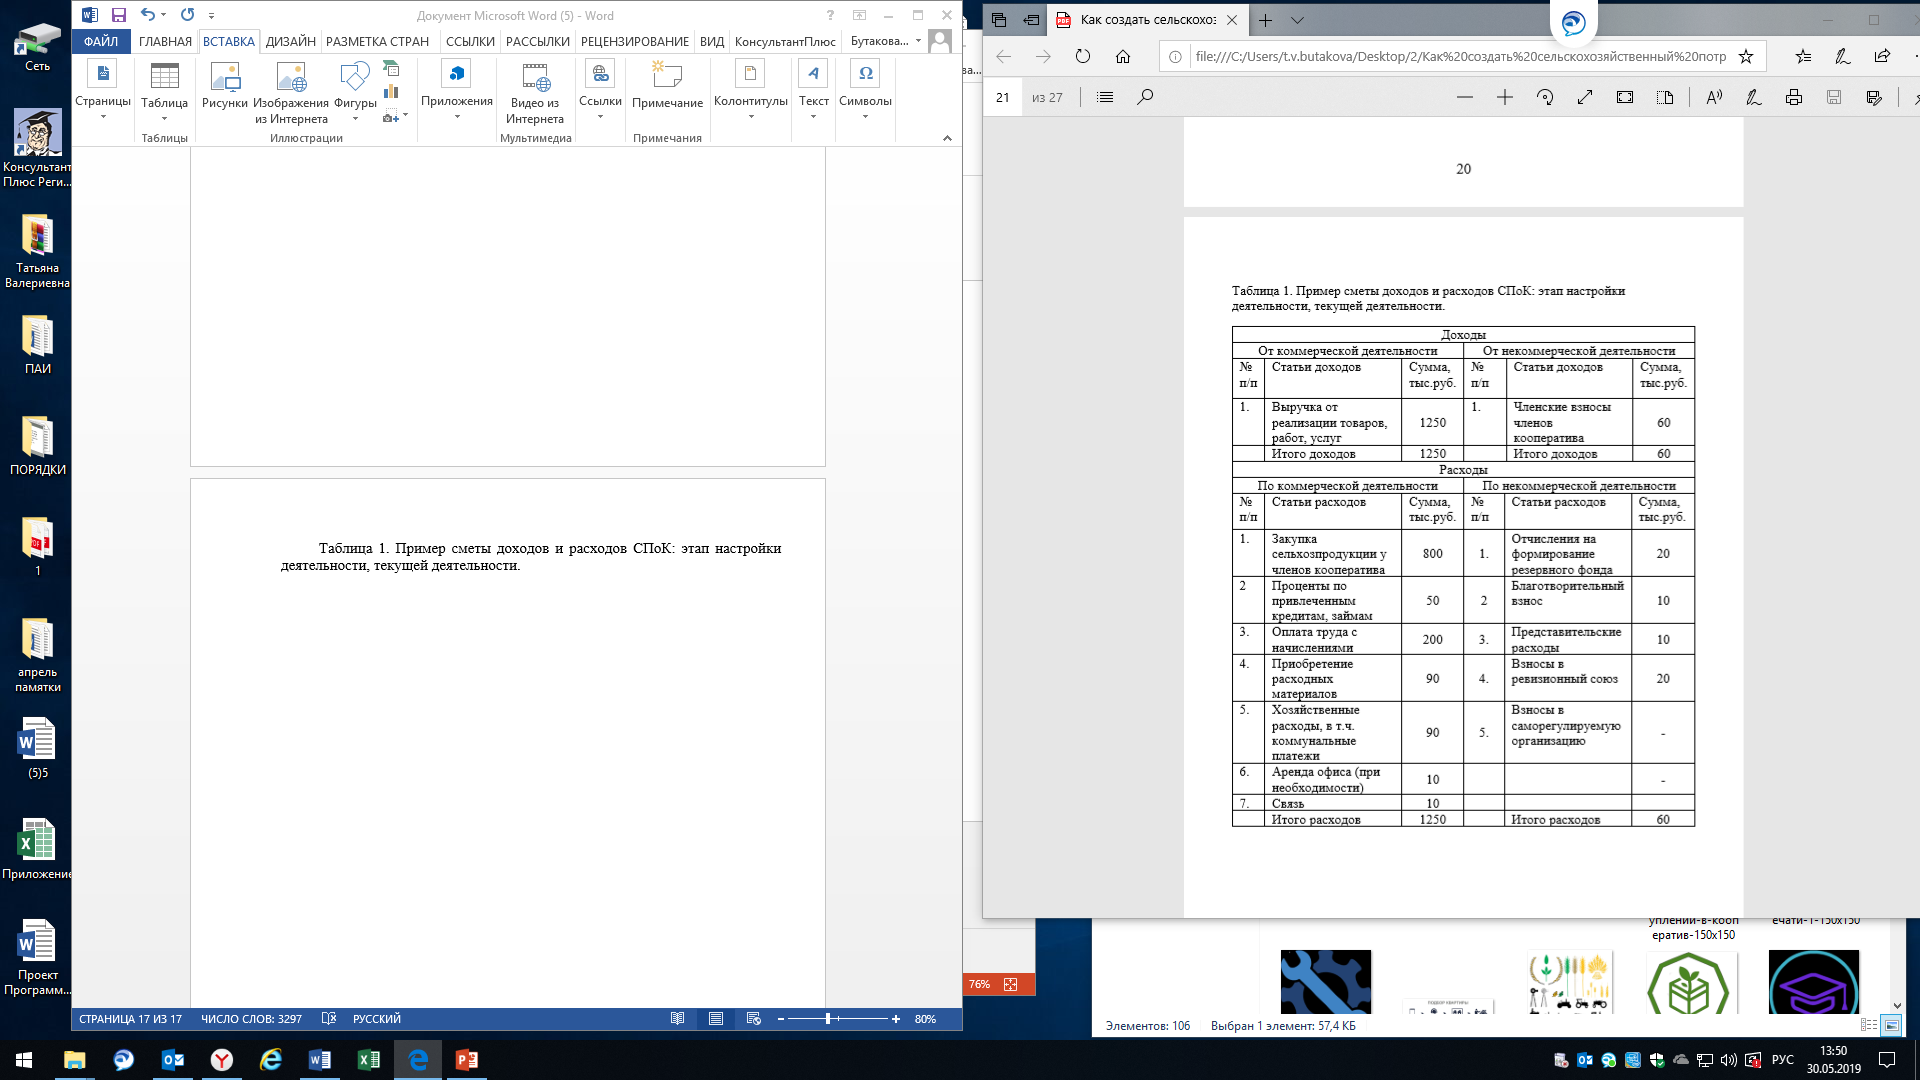 Документ Microsoft Word (5) - Word
ФАЙЛ
ГЛАВНАЯ
ВСТАВКА
ДИЗАЙН
РАЗМЕТКА СТРАН
ССЫЛКИ
РАССЫЛКИ
РЕЦЕНЗИРОВАНИЕ
ВИД
КонсультантПлюс
Бутакова...
Страницы
Таблица
Рисунки
Изображения
из Интернета
Фигуры
Приложения
Видео из
Интернета
Ссылки
Примечание
Колонтитулы
Текст
Символы
Таблицы
Иллюстрации
Мультимедиа
Примечания
Таблица 1. Пример сметы доходов и расходов СПоК: этап настройки
деятельности, текущей деятельности.
СТРАНИЦА 17 ИЗ 17
ЧИСЛО СЛОВ: 3297
РУССКИЙ
80%
Сеть
Консультант
Плюс Реги...
Татьяна
Валериевна
ПАИ
ПОРЯДКИ
1
апрель
памятки
(5)5
Приложение
Проект
Программ...
ва...
76%
Как создать сельскохоз
file:///C:/Users/t.v.butakova/Desktop/2/Как%20создать%20сельскохозяйственный%20потр
21 из 27
20
Таблица 1. Пример сметы доходов и расходов СПоК: этап настройки
деятельности, текущей деятельности.
Доходы
От коммерческой деятельности
От некоммерческой деятельности
№ Статьи доходов Сумма, № Статьи доходов Сумма,
п/п тыс.руб. п/п тыс.руб.
1. Выручка от 1. Членские взносы
реализации товаров, 1250 членов 60
работ, услуг кооператива
Итого доходов 1250 Итого доходов 60
Расходы
По коммерческой деятельности
По некоммерческой деятельности
№ Статьи расходов Сумма, № Статьи расходов Сумма,
п/п тыс.руб. п/п тыс.руб.
1. Закупка Отчисления на
сельхозпродукции у 800 1. формирование 20
членов кооператива резервного фонда
2 Проценты по Благотворительный
привлеченным 50 2 взнос 10
кредитам, займам
3. Оплата труда с 200 3. Представительские 10
начислениями расходы
4. Приобретение Взносы в
расходных 90 4. ревизионный союз 20
материалов
5. Хозяйственные Взносы в
расходы, в т.ч. 90 5. саморегулируемую -
коммунальные организацию
платежи
6. Аренда офиса (при 10 -
необходимости)
7. Связь 10
Итого расходов 1250 Итого расходов 60
уплении-в-кооп
ератив-150x150
ечати-1-150x150
ПОДБОР КВАРТИРЫ
Элементов: 106
Выбран 1 элемент: 57,4 КБ
РУС
13:50
30.05.2019